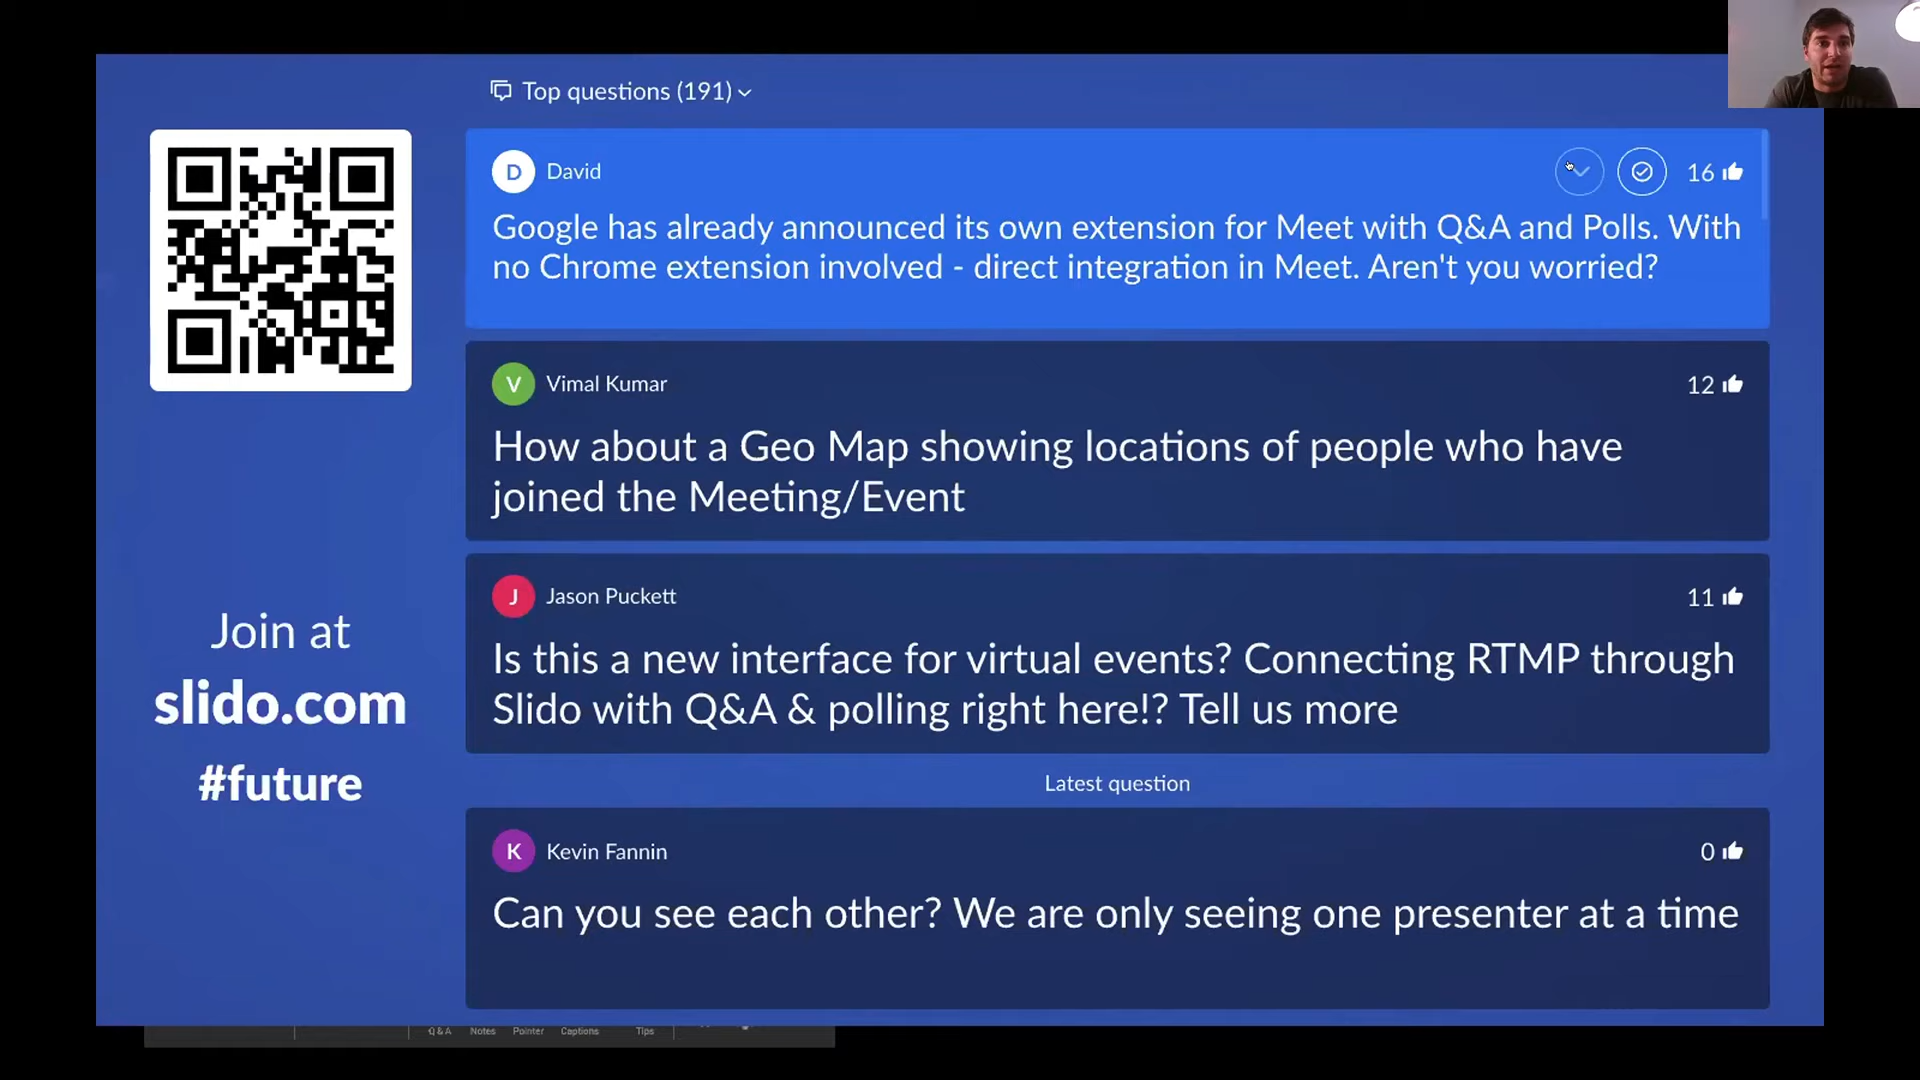 Top questions (191)
D David
16
Google has already announced its own extension for Meet with Q&A and Polls. With
no Chrome extension involved - direct integration in Meet. Aren't you worried?
V Vimal Kumar
12
How about a Geo Map showing locations of people who have
joined the Meeting/Event
J Jason Puckett
11
Is this a new interface for virtual events? Connecting RTMP through
Slido with Q&A & polling right here!? Tell us more
Latest question
K Kevin Fannin
0
Can you see each other? We are only seeing one presenter at a time
Join at
slido.com
#future
Q&A Notes Pointer Captions Tips